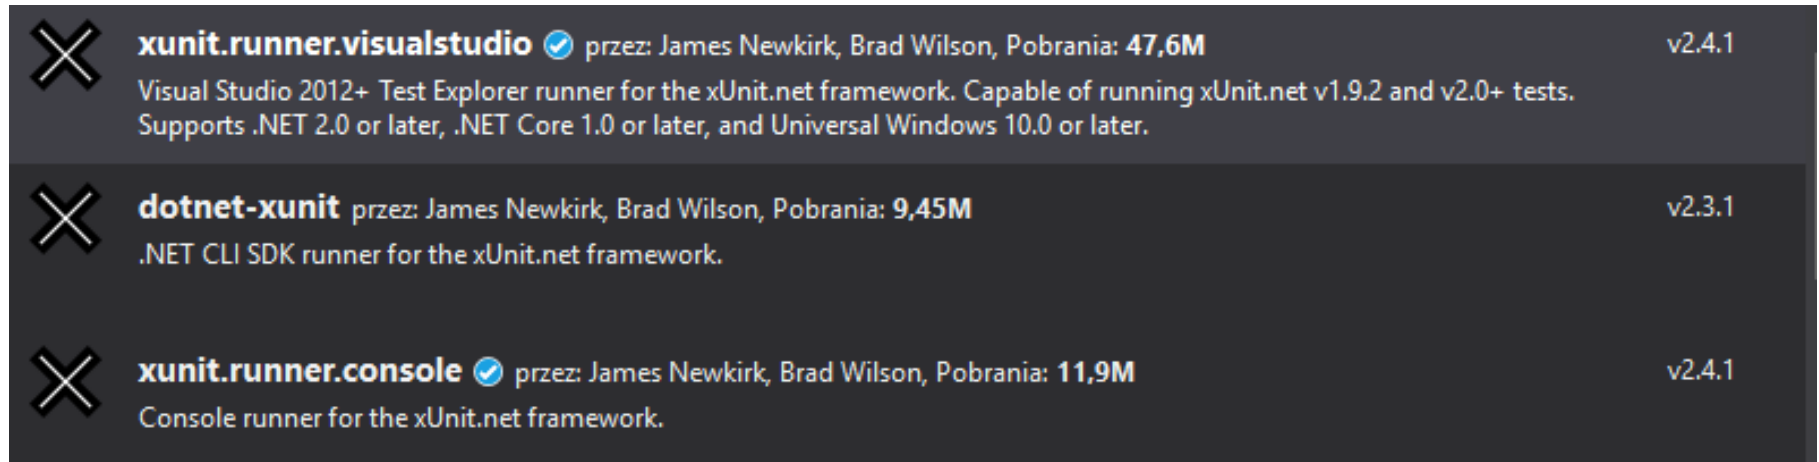 xunit.runner.visualstudio przez: James Newkirk, Brad Wilson, Pobrania: 47,6M v2.4.1
Visual Studio 2012+ Test Explorer runner for the xUnit.net framework. Capable of running xUnit.net v1.9.2 and v2.0+ tests.
Supports .NET 2.0 or later, .NET Core 1.0 or later, and Universal Windows 10.0 or later.
dotnet-xunit przez: James Newkirk, Brad Wilson, Pobrania: 9,45M v2.3.1
.NET CLI SDK runner for the xUnit.net framework.
xunit.runner.console przez: James Newkirk, Brad Wilson, Pobrania: 11,9M v2.4.1
Console runner for the xUnit.net framework.